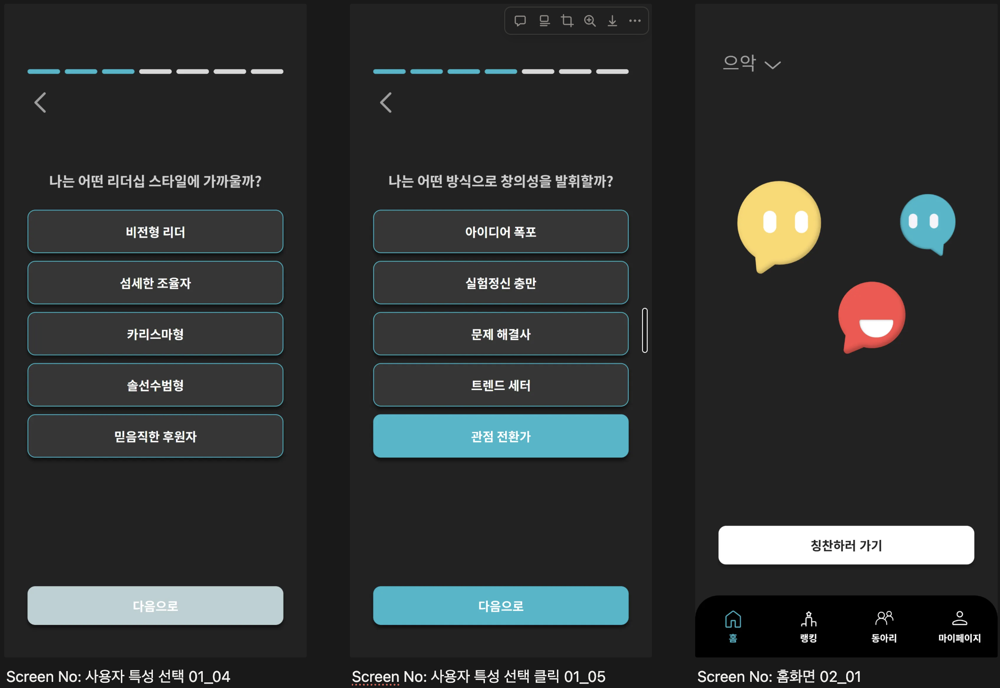 나는 어떤 리더십 스타일에 가까울까?
비전형 리더
섬세한 조율자
카리스마형
솔선수범형
믿음직한 후원자
다음으로
Screen No: 사용자 특성 선택 01_04
나는 어떤 방식으로 창의성을 발휘할까?
아이디어 폭포
실험정신 충만
문제 해결사
트렌드 세터
관점 전환가
다음으로
Screen No: 사용자 특성 선택 클릭 01_05
으악
칭찬하러 가기
홈
랭킹
동아리
마이페이지
Screen No: 홈화면 02_01